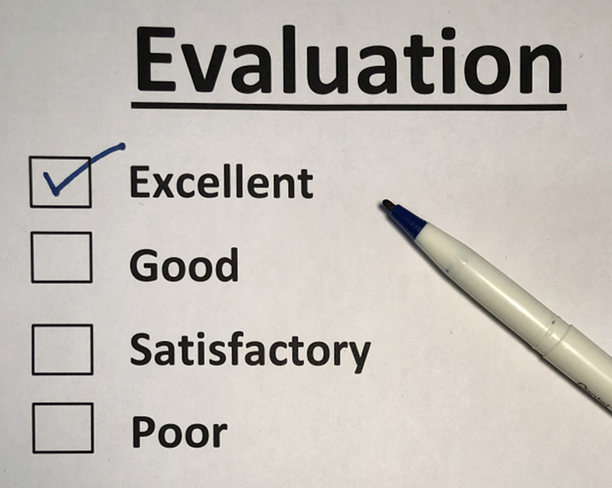 Evaluation
Excellent
Good
Satisfactory
Poor